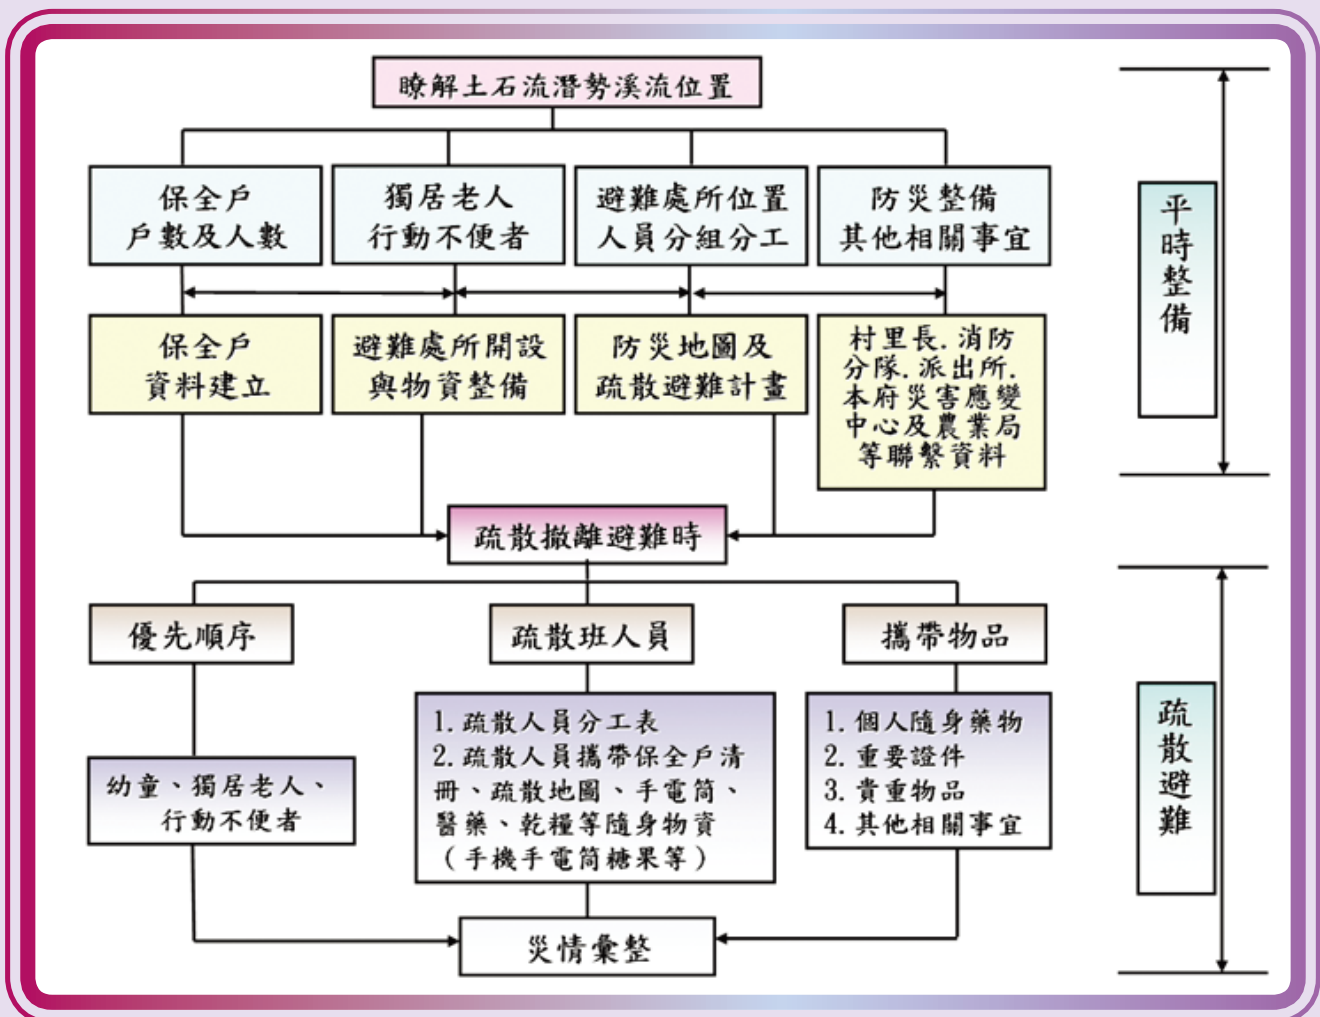 瞭解土石流潛勢溪流位置
保全戶
戶數及人數
獨居老人
行動不便者
避難處所位置
人員分組分工
防災整備
其他相關事宜
保全戶
資料建立
避難處所開設
與物資整備
防災地圖及
疏散避難計畫
村里長.消防
分隊.派出所.
本府災害應變
中心及農業局
等聯繫資料
平時整備
疏散撤離避難時
優先順序
疏散班人員
攜帶物品
幼童、獨居老人、
行動不便者
1.疏散人員分工表
2.疏散人員攜帶保全戶清
冊、疏散地圖、手電筒、
醫藥、乾糧等隨身物資
（手機手電筒糖果等）
1.個人隨身藥物
2.重要證件
3.貴重物品
4.其他相關事宜
疏散避難
災情彙整